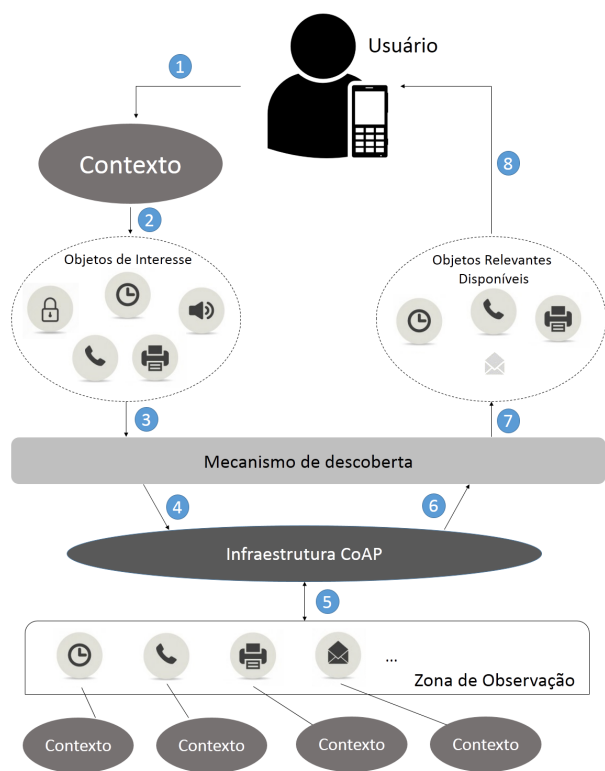 Usuário
1
Contexto
2
8
Objetos de Interesse
Objetos Relevantes
Disponíveis
3
7
Mecanismo de descoberta
4
6
Infraestrutura CoAP
5
...
Zona de Observação
Contexto
Contexto
Contexto
Contexto